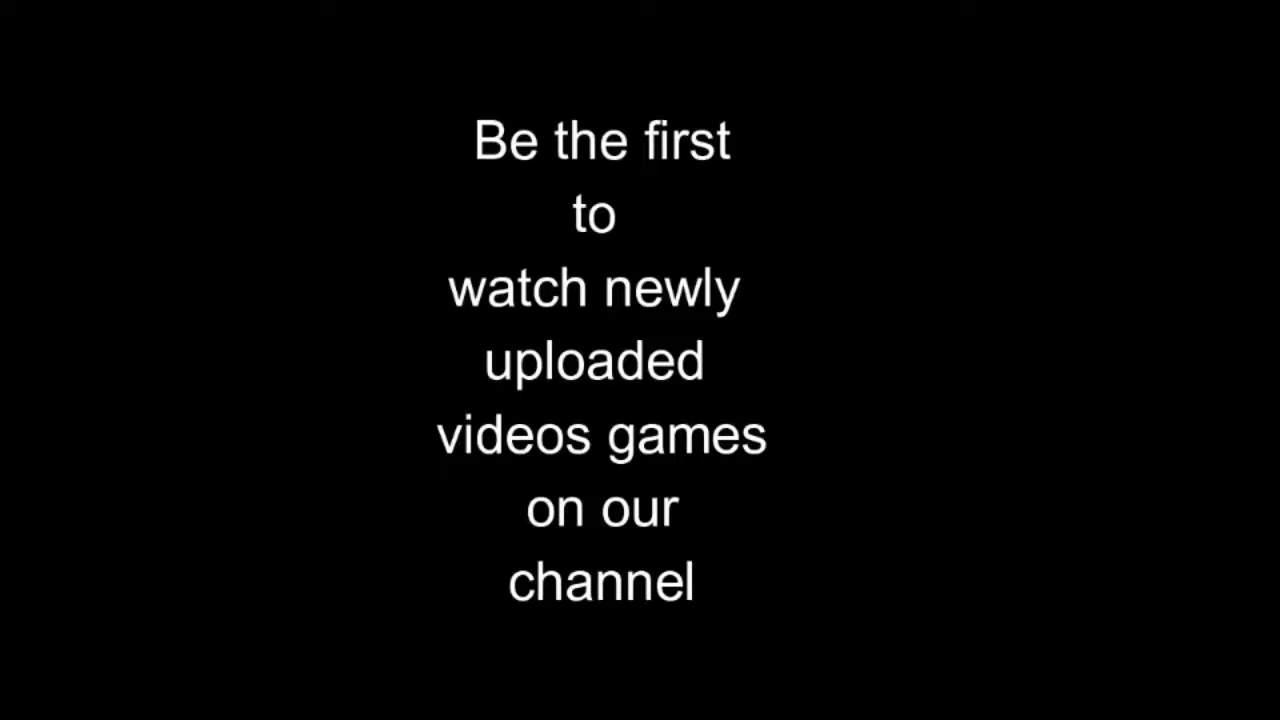 Be the first
to
watch newly
uploaded
videos games
on our
channel